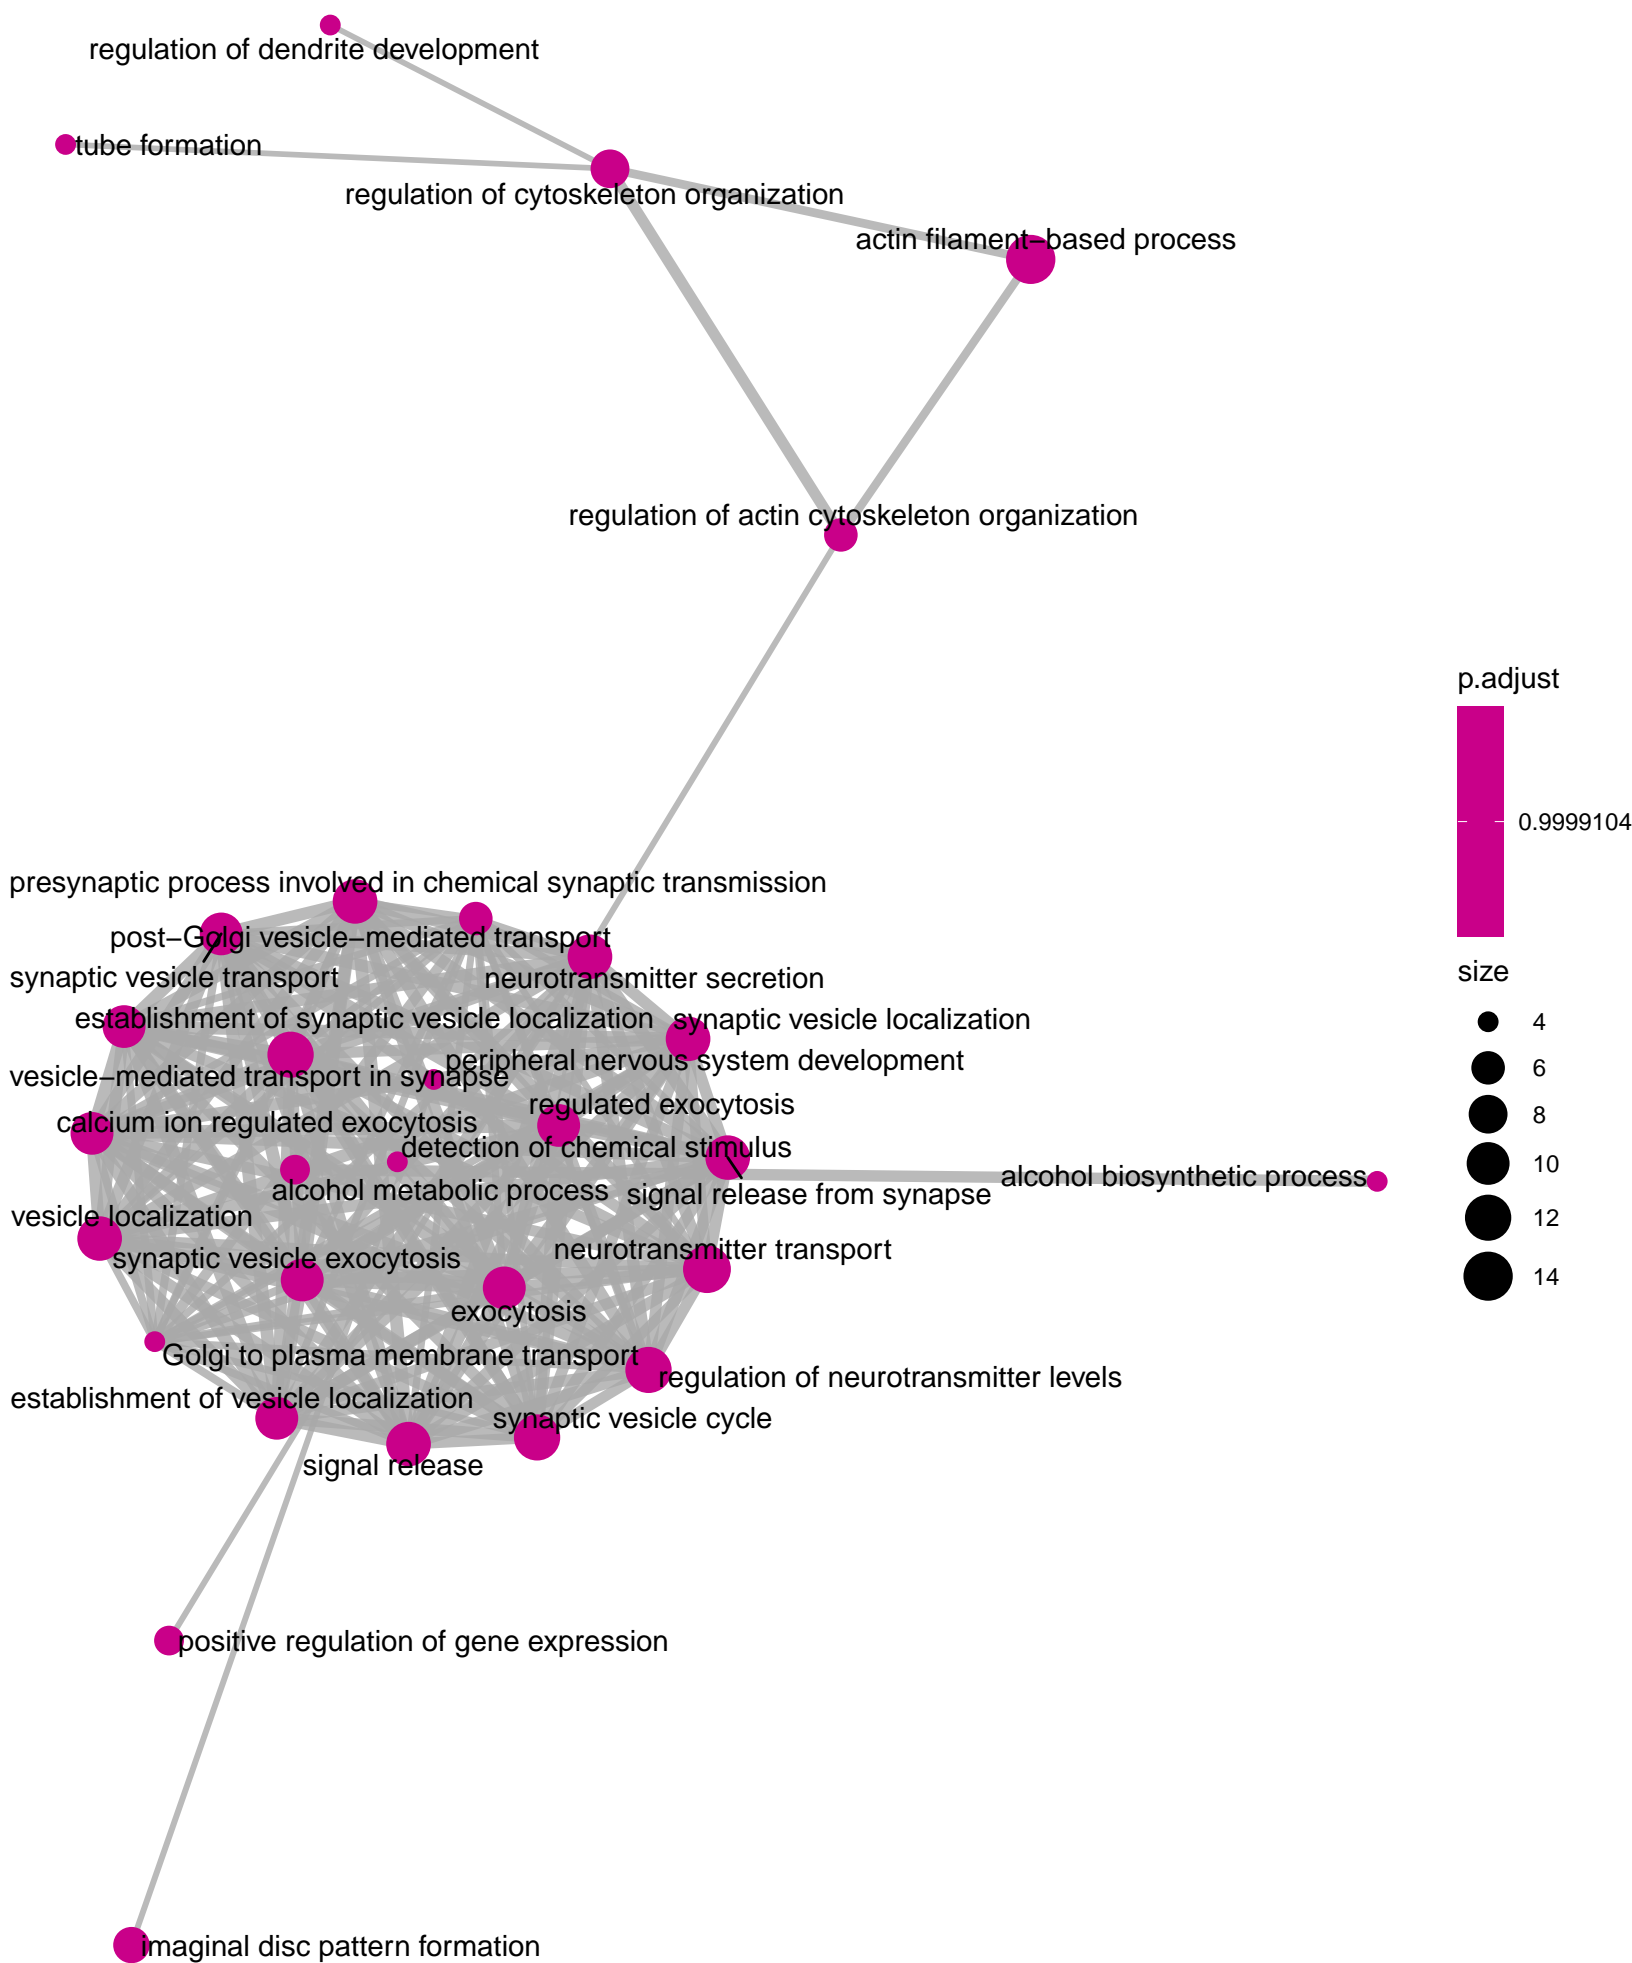 regulation of dendrite development
tube formation
regulation of cytoskeleton organization
actin filament−based process
regulation of actin cytoskeleton organization
p.adjust
0.9999104
presynaptic process involved in chemical synaptic transmission
post−Golgi vesicle−mediated transport
synaptic vesicle transport
neurotransmitter secretion
size
4
6
8
10
12
14
establishment of synaptic vesicle localization
synaptic vesicle localization
peripheral nervous system development
vesicle−mediated transport in synapse
regulated exocytosis
calcium ion regulated exocytosis
detection of chemical stimulus
alcohol biosynthetic process
alcohol metabolic process
signal release from synapse
vesicle localization
neurotransmitter transport
synaptic vesicle exocytosis
exocytosis
Golgi to plasma membrane transport
regulation of neurotransmitter levels
establishment of vesicle localization
synaptic vesicle cycle
signal release
positive regulation of gene expression
imaginal disc pattern formation